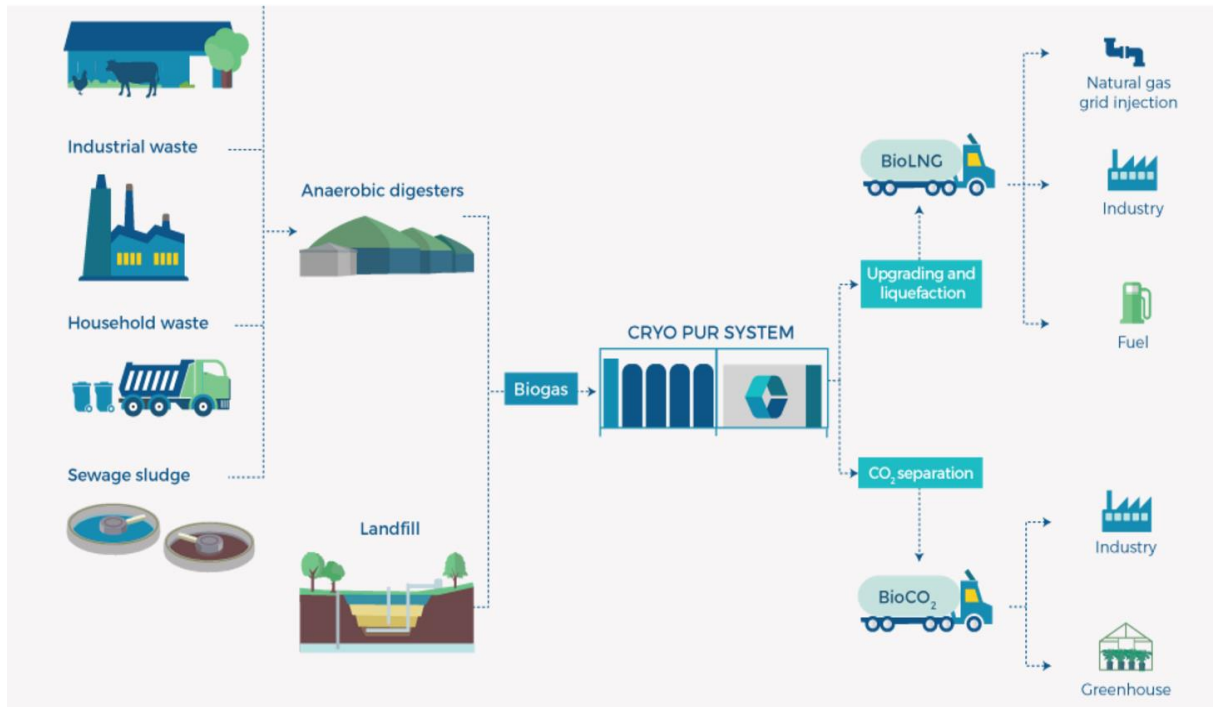 Industrial waste
Anaerobic digesters
Household waste
Sewage sludge
Landfill
Biogas
CRYO PUR SYSTEM
Upgrading and
liquefaction
BioLNG
Natural gas
grid injection
Industry
Fuel
CO₂ separation
BioCO₂
Industry
Greenhouse